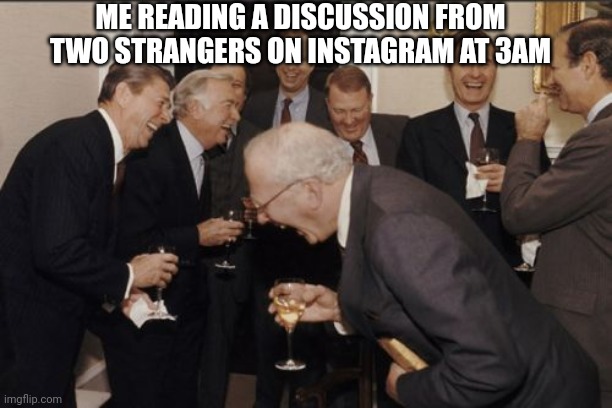 ME READING A DISCUSSION FROM
TWO STRANGERS ON INSTAGRAM AT 3AM
imgflip.com